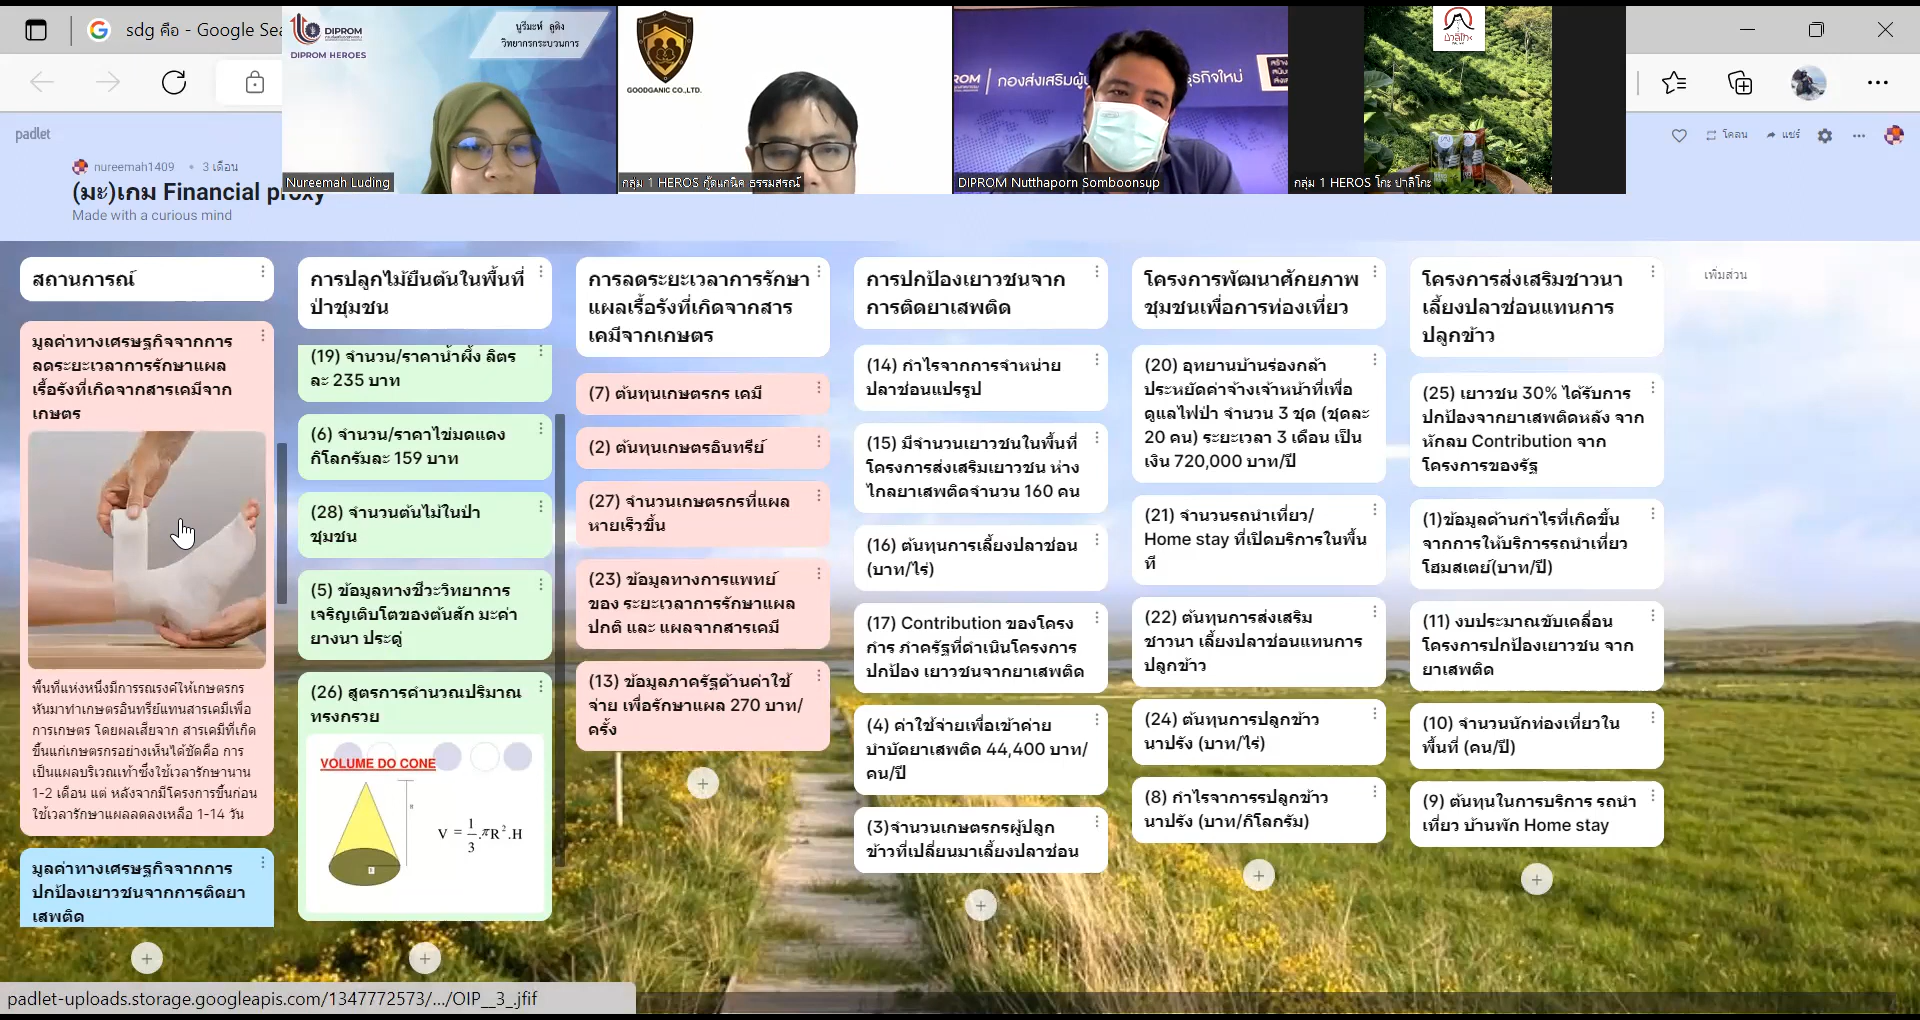 sdg คือ - Google Sea
DIPROM
DIPROM HEROES
นูรีมะห์ ลูดิง
วิทยากรกระบวนการ
Nureemah Luding
GOODGANIC CO.,LTD.
กลุ่ม 1 HEROS กู๊ดแกนิค ธรรมสรณ์
ROM
กองส่งเสริมผู้
ธุรกิจใหม่
DIPROM Nutthaporn Somboonsup
ปาลิโกะ
กลุ่ม 1 HEROS โกะ ปาลิโกะ
padlet
nureemah1409 • 3 เดือน
(มะ)เกม Financial proxy
Made with a curious mind
โคลน
แชร์
สถานการณ์
มูลค่าทางเศรษฐกิจจากการ
ลดระยะเวลาการรักษาแผล
เรื้อรังที่เกิดจากสารเคมีจาก
เกษตร
พื้นที่แห่งหนึ่งมีการรณรงค์ให้เกษตรกร
หันมาทำเกษตรอินทรีย์แทนสารเคมีเพื่อ
การเกษตร โดยผลเสียจาก สารเคมีที่เกิด
ขึ้นแก่เกษตรกรอย่างเห็นได้ชัดคือ การ
เป็นแผลบริเวณเท้าซึ่งใช้เวลารักษานาน
1-2 เดือน แต่ หลังจากมีโครงการขึ้นก่อน
ใช้เวลารักษาแผลลดลงเหลือ 1-14 วัน
มูลค่าทางเศรษฐกิจจากการ
ปกป้องเยาวชนจากการติดยา
เสพติด
การปลูกไม้ยืนต้นในพื้นที่
ป่าชุมชน
(19) จำนวน/ราคาน้ำผึ้ง ลิตร
ละ 235 บาท
(6) จำนวน/ราคาไข่มดแดง
กิโลกรัมละ 159 บาท
(28) จำนวนต้นไม้ในป่า
ชุมชน
(5) ข้อมูลทางชีวะวิทยาการ
เจริญเติบโตของต้นสัก มะค่า
ยางนา ประดู่
(26) สูตรการคำนวณปริมาณ
ทรงกรวย
VOLUME DO CONE
V = 1/3 .πR².H
การลดระยะเวลาการรักษา
แผลเรื้อรังที่เกิดจากสาร
เคมีจากเกษตร
(7) ต้นทุนเกษตรกร เคมี
(2) ต้นทุนเกษตรอินทรีย์
(27) จำนวนเกษตรกรที่แผล
หายเร็วขึ้น
(23) ข้อมูลทางการแพทย์
ของ ระยะเวลาการรักษาแผล
ปกติ และ แผลจากสารเคมี
(13) ข้อมูลภาครัฐด้านค่าใช้
จ่าย เพื่อรักษาแผล 270 บาท/
ครั้ง
การปกป้องเยาวชนจาก
การติดยาเสพติด
(14) กำไรจากการจำหน่าย
ปลาช่อนแปรรูป
(15) มีจำนวนเยาวชนในพื้นที่
โครงการส่งเสริมเยาวชน ห่าง
ไกลยาเสพติดจำนวน 160 คน
(16) ต้นทุนการเลี้ยงปลาช่อน
(บาท/ไร่)
(17) Contribution ของโครง
กำร ภำครัฐที่ดำเนินโครงการ
ปกป้อง เยาวชนจากยาเสพติด
(4) ค่าใช้จ่ายเพื่อเข้าค่าย
บำบัดยาเสพติด 44,400 บาท/
คน/ปี
(3)จำนวนเกษตรกรผู้ปลูก
ข้าวที่เปลี่ยนมาเลี้ยงปลาช่อน
โครงการพัฒนาศักยภาพ
ชุมชนเพื่อการท่องเที่ยว
(20) อุทยานบ้านร่องกล้า
ประหยัดค่าจ้างเจ้าหน้าที่เพื่อ
ดูแลไฟป่า จำนวน 3 ชุด (ชุดละ
20 คน) ระยะเวลา 3 เดือน เป็น
เงิน 720,000 บาท/ปี
(21) จำนวนรถนำเที่ยว/
Home stay ที่เปิดบริการในพื้น
ที่
(22) ต้นทุนการส่งเสริม
ชาวนา เลี้ยงปลาช่อนแทนการ
ปลูกข้าว
(24) ต้นทุนการปลูกข้าว
นาปรัง (บาท/ไร่)
(8) กำไรจาการรปลูกข้าว
นาปรัง (บาท/กิโลกรัม)
โครงการส่งเสริมชาวนา
เลี้ยงปลาช่อนแทนการ
ปลูกข้าว
(25) เยาวชน 30% ได้รับการ
ปกป้องจากยาเสพติดหลัง จาก
หักลบ Contribution จาก
โครงการของรัฐ
(1)ข้อมูลด้านกำไรที่เกิดขึ้น
จากการให้บริการรถนำเที่ยว
โฮมสเตย์(บาท/ปี)
(11) งบประมาณขับเคลื่อน
โครงการปกป้องเยาวชน จาก
ยาเสพติด
(10) จำนวนนักท่องเที่ยวใน
พื้นที่ (คน/ปี)
(9) ต้นทุนในการบริการ รถนำ
เที่ยว บ้านพัก Home stay
เพิ่มส่วน
padlet-uploads.storage.googleapis.com/1347772573/.../OIP__3_.jfif